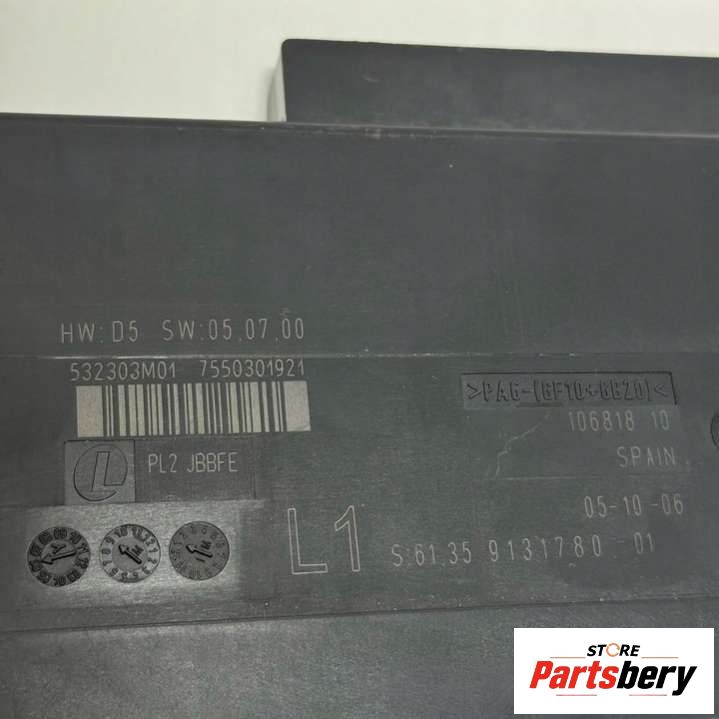 HW: D5 SW: 05.07.00
532303M01 7550301921
PL2 JBBFE
L1
>PA6-(GF10+GB20)<
106818 10
SPAIN
05-10-06
S:61.35 9131780 01
STORE
Partsbery